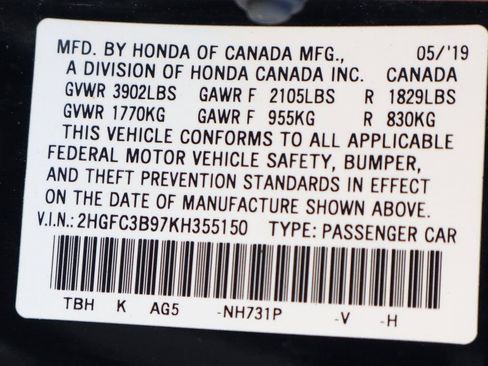 MFD. BY HONDA OF CANADA MFG., 05/'19
A DIVISION OF HONDA CANADA INC. CANADA
GVWR 3902LBS GAWR F 2105LBS R 1829LBS
GVWR 1770KG GAWR F 955KG R 830KG
THIS VEHICLE CONFORMS TO ALL APPLICABLE
FEDERAL MOTOR VEHICLE SAFETY, BUMPER,
AND THEFT PREVENTION STANDARDS IN EFFECT
ON THE DATE OF MANUFACTURE SHOWN ABOVE.
V.I.N.: 2HGFC3B97KH355150 TYPE: PASSENGER CAR
TBH K AG5 -NH731P -V -H